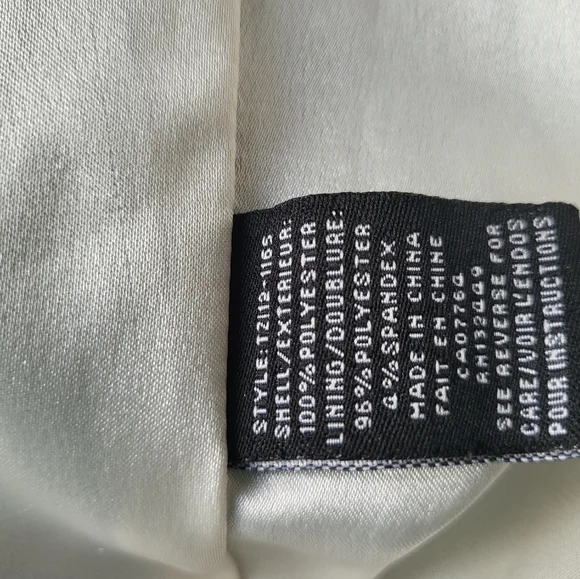 STYLE:TZ112-1165
SHELL/EXTERIEUR:
100%POLYESTER
LINING/DOUBLURE:
96%POLYESTER
4%SPANDEX
MADE IN CHINA
FAIT EN CHINE
CA07764
RN132449
SEE REVERSE FOR
CARE/VOIR L'ENDOS
POUR INSTRUCTIONS